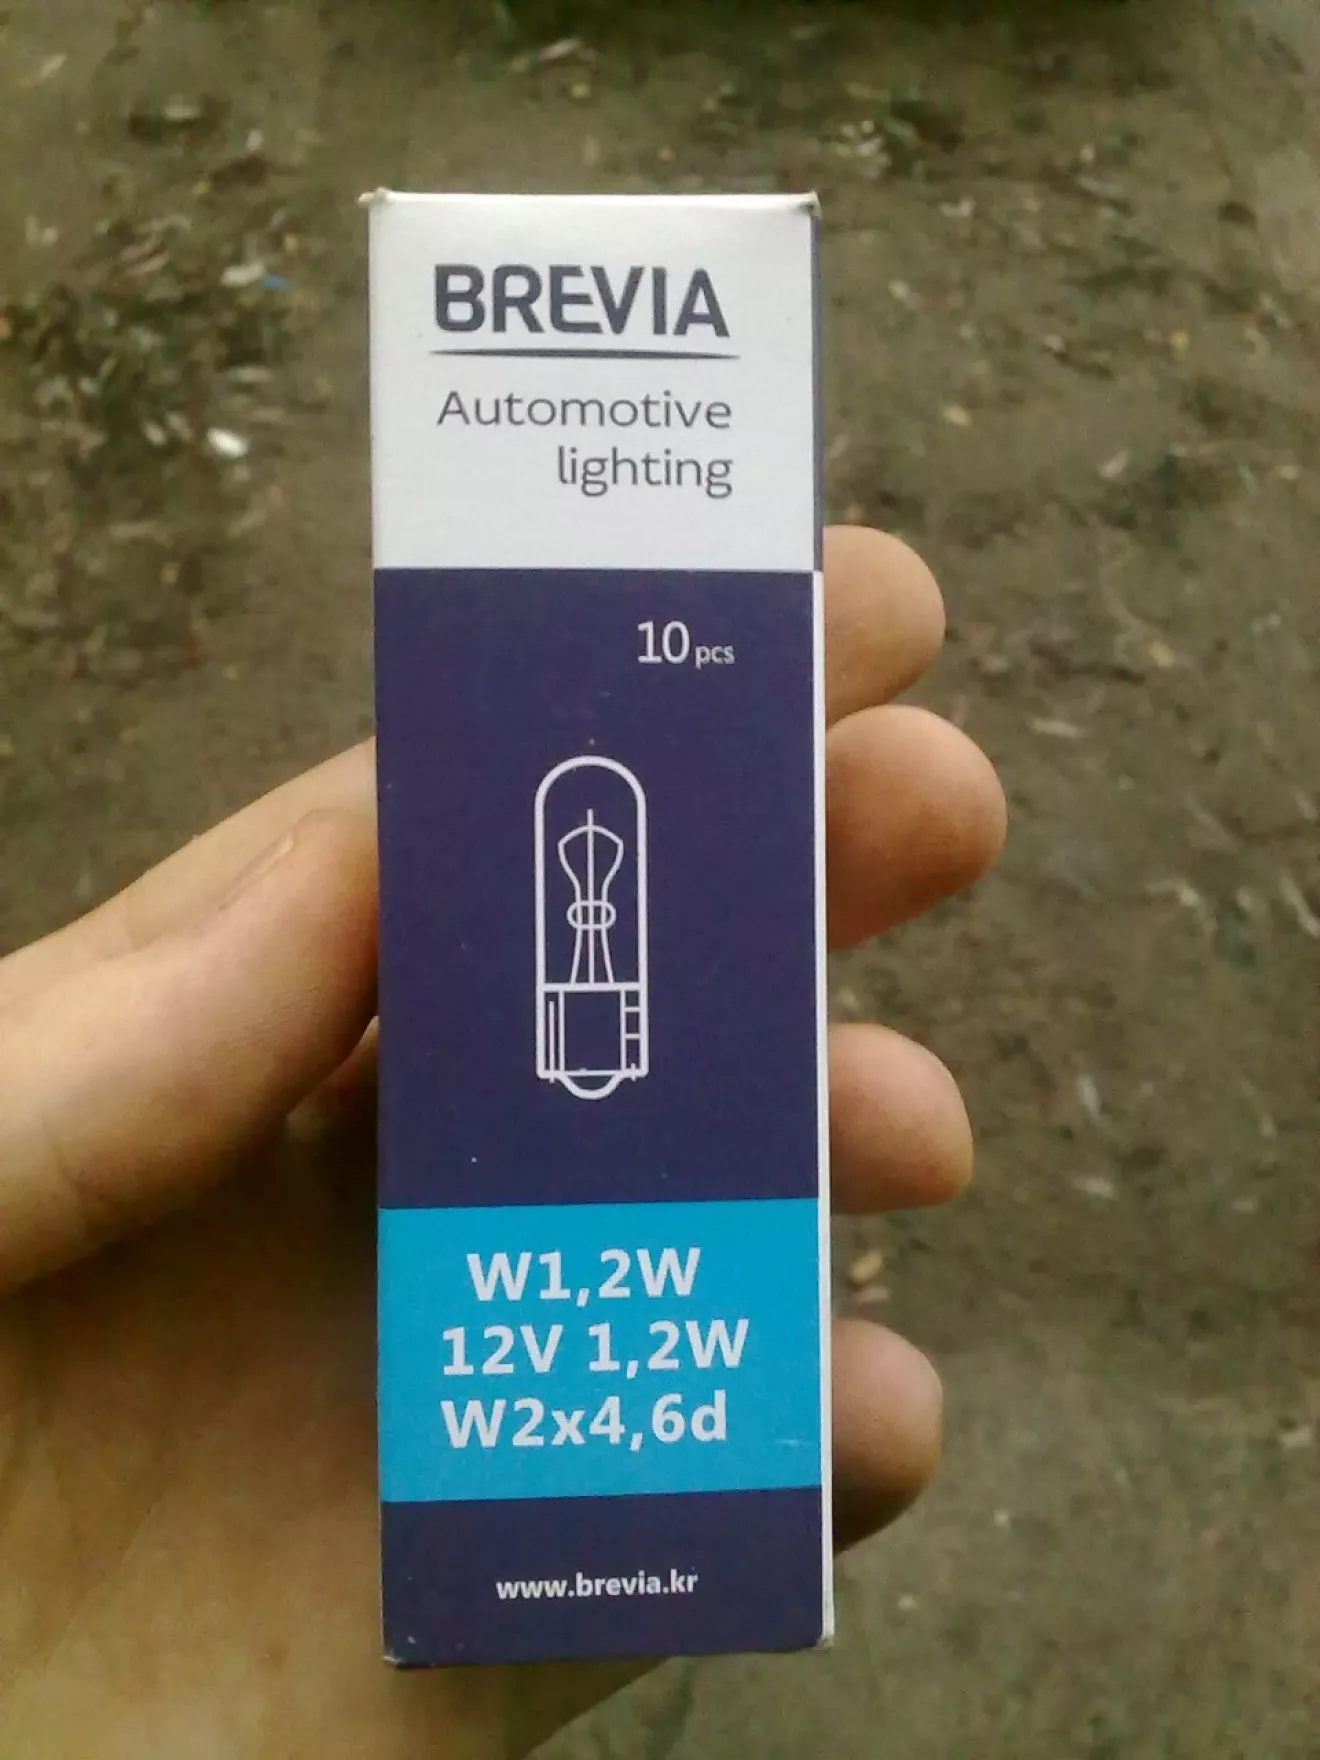 BREVIA
Automotive
lighting
10 pcs
W1,2W
12V 1,2W
W2x4,6d
www.brevia.kr